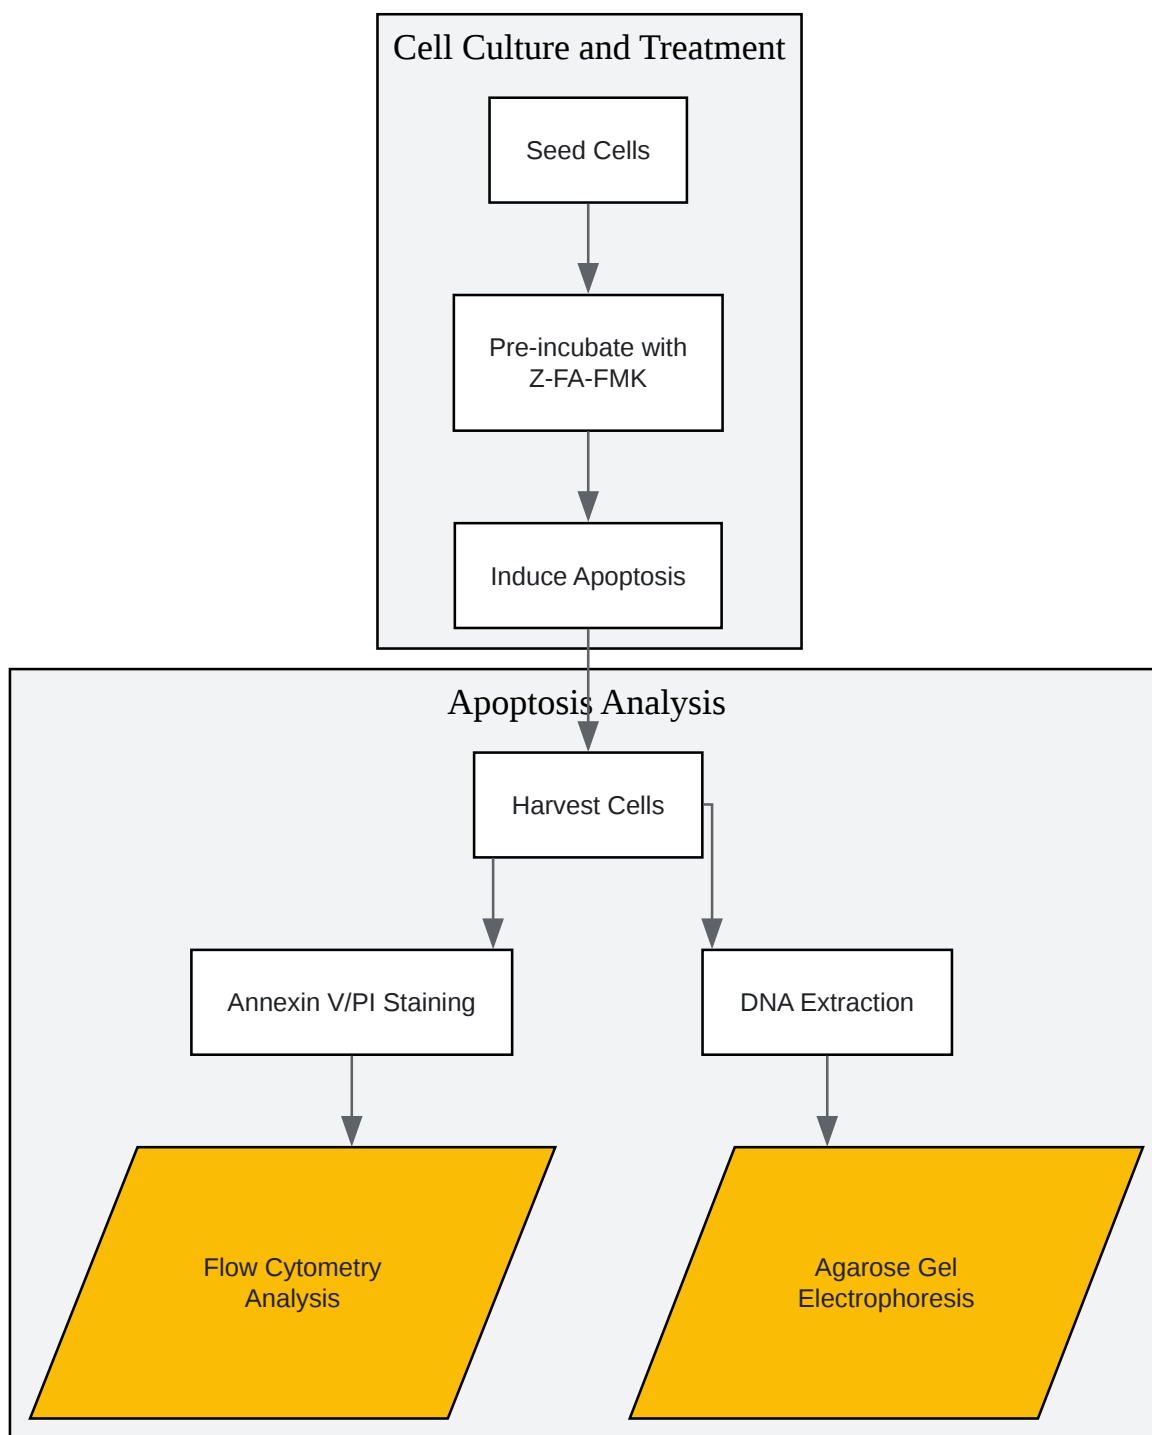 Cell Culture and Treatment
Seed Cells
Pre-incubate with
Z-FA-FMK
Induce Apoptosis
Apoptosis Analysis
Harvest Cells
Annexin V/PI Staining
DNA Extraction
Flow Cytometry
Analysis
Agarose Gel
Electrophoresis